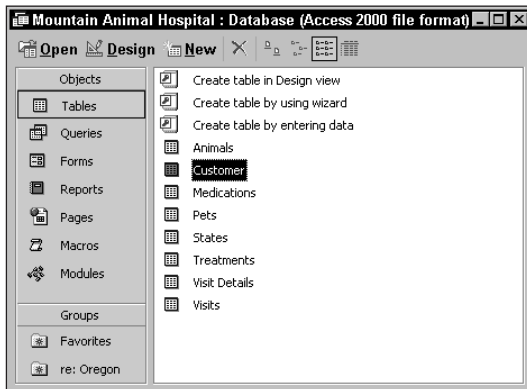 Mountain Animal Hospital : Database (Access 2000 file format)
Open Design New
Objects
Tables
Queries
Forms
Reports
Pages
Macros
Modules
Groups
Favorites
re: Oregon
Create table in Design view
Create table by using wizard
Create table by entering data
Animals
Customer
Medications
Pets
States
Treatments
Visit Details
Visits